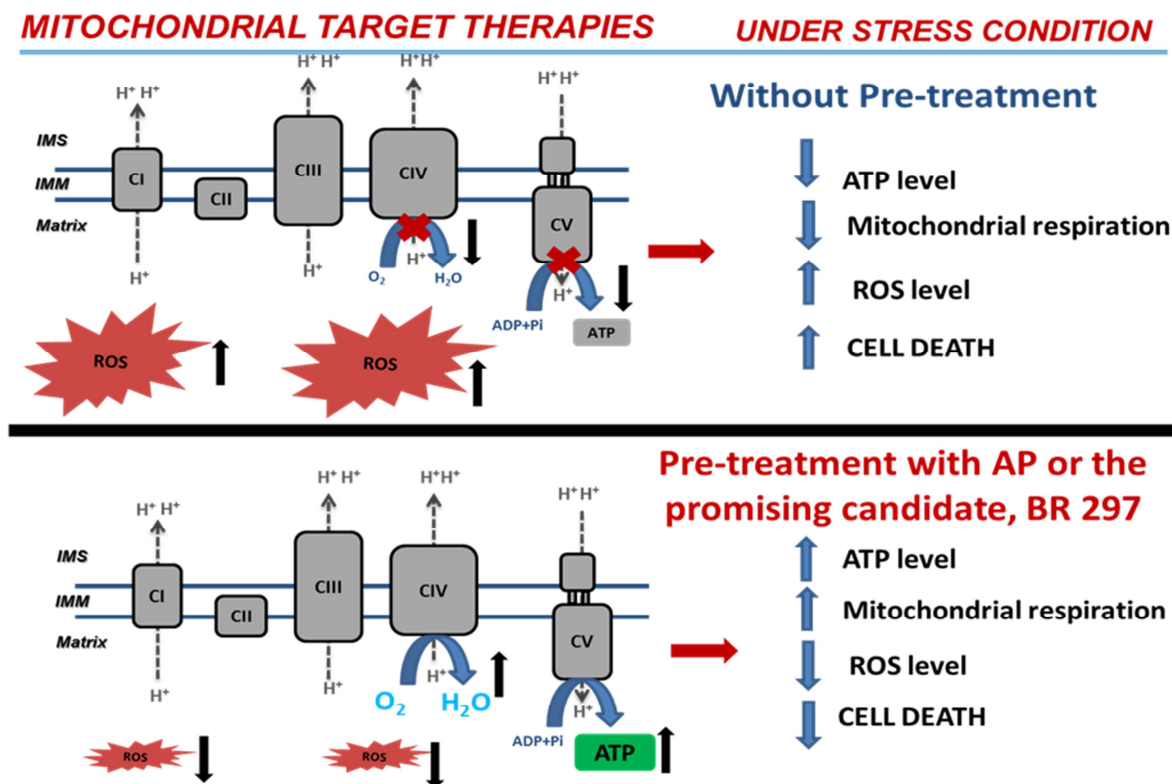 MITOCHONDRIAL TARGET THERAPIES
UNDER STRESS CONDITION
H⁺ H⁺
H⁺ H⁺
H⁺H⁺
H⁺ H⁺
IMS
IMM
Matrix
CI
CII
CIII
CIV
CV
H⁺
H⁺
H⁺
H⁺
O₂
H₂O
ADP+Pi
ATP
ROS
ROS
Without Pre-treatment
ATP level
Mitochondrial respiration
ROS level
CELL DEATH
H⁺ H⁺
H⁺ H⁺
H⁺H⁺
H⁺H⁺
IMS
IMM
Matrix
CI
CII
CIII
CIV
CV
H⁺
H⁺
H⁺
H⁺
O₂
H₂O
ADP+Pi
ATP
ROS
ROS
Pre-treatment with AP or the
promising candidate, BR 297
ATP level
Mitochondrial respiration
ROS level
CELL DEATH